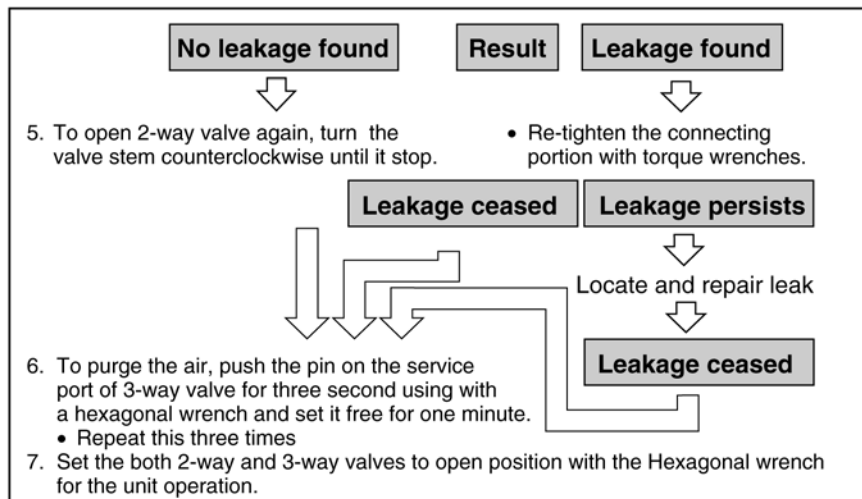 No leakage found
Result
Leakage found
5. To open 2-way valve again, turn the
valve stem counterclockwise until it stop.
• Re-tighten the connecting
portion with torque wrenches.
Leakage ceased
Leakage persists
Locate and repair leak
Leakage ceased
6. To purge the air, push the pin on the service
port of 3-way valve for three second using with
a hexagonal wrench and set it free for one minute.
• Repeat this three times
7. Set the both 2-way and 3-way valves to open position with the Hexagonal wrench
for the unit operation.